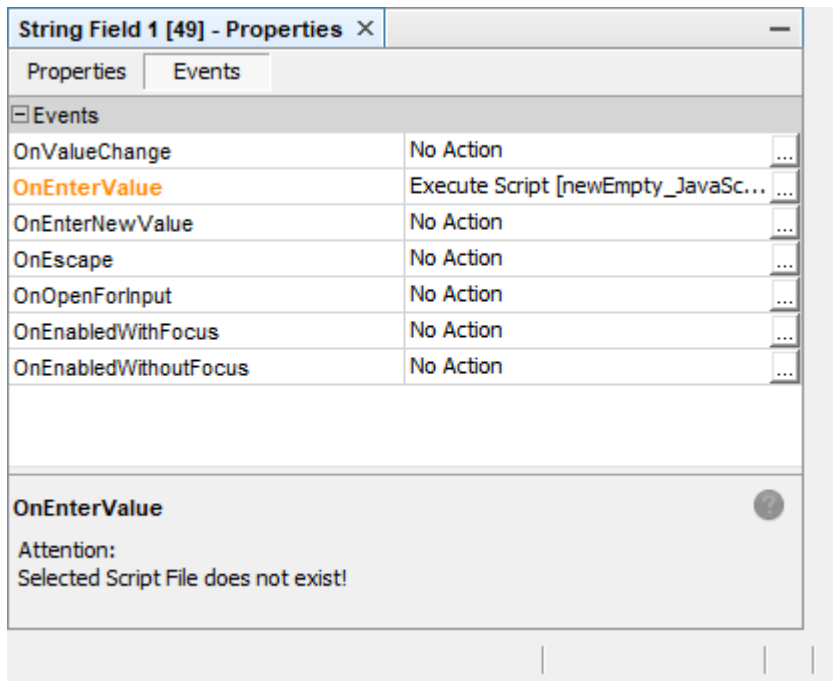 String Field 1 [49] - Properties
Properties Events
Events
OnValueChange No Action ...
OnEnterValue Execute Script [newEmpty_JavaSc... ...
OnEnterNewValue No Action ...
OnEscape No Action ...
OnOpenForInput No Action ...
OnEnabledWithFocus No Action ...
OnEnabledWithoutFocus No Action ...
OnEnterValue ?
Attention:
Selected Script File does not exist!